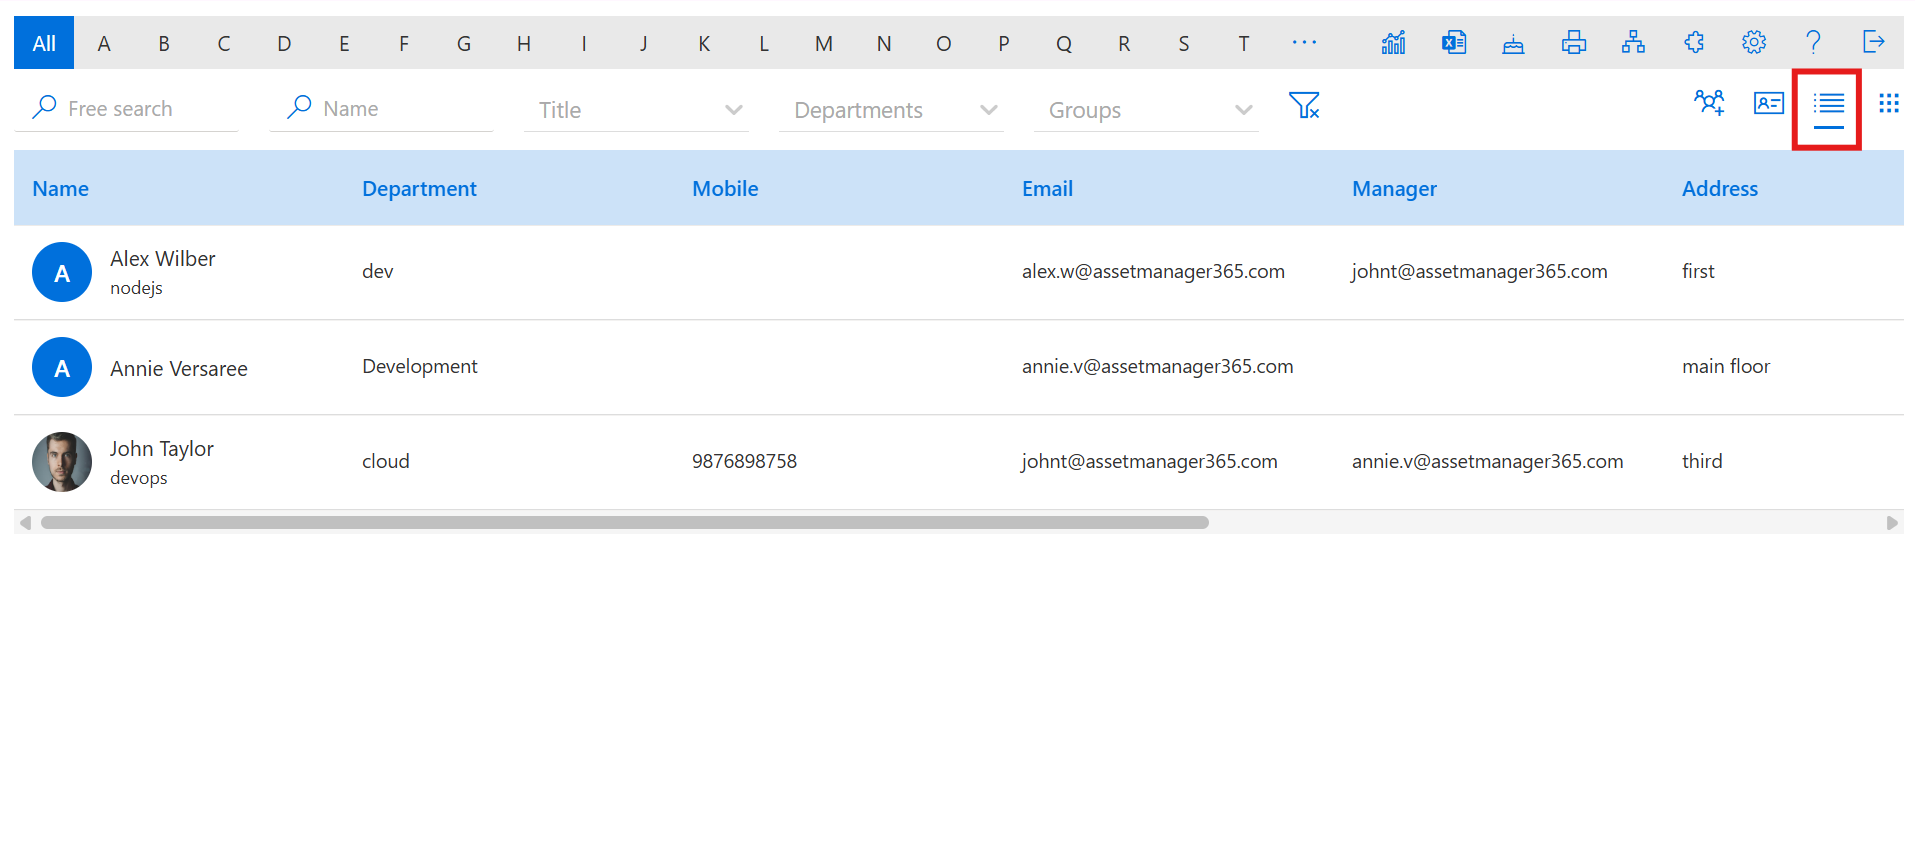 All A B C D E F G H I J K L M N O P Q R S T ... ?
Free search Name Title Departments Groups
Name Department Mobile Email Manager Address
A Alex Wilber dev alex.w@assetmanager365.com johnt@assetmanager365.com first
nodejs
A Annie Versaree Development annie.v@assetmanager365.com main floor
John Taylor cloud 9876898758 johnt@assetmanager365.com annie.v@assetmanager365.com third
devops